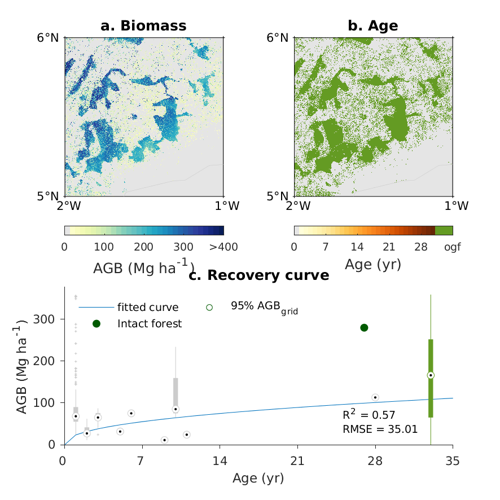 a. Biomass
b. Age
6°N
5°N
2°W
1°W
6°N
5°N
2°W
1°W
0 100 200 300 >400
AGB (Mg ha⁻¹)
0 7 14 21 28 ogf
Age (yr)
c. Recovery curve
fitted curve
Intact forest
95% AGBgrid
300
200
100
0
AGB (Mg ha⁻¹)
R² = 0.57
RMSE = 35.01
0 7 14 21 28 35
Age (yr)